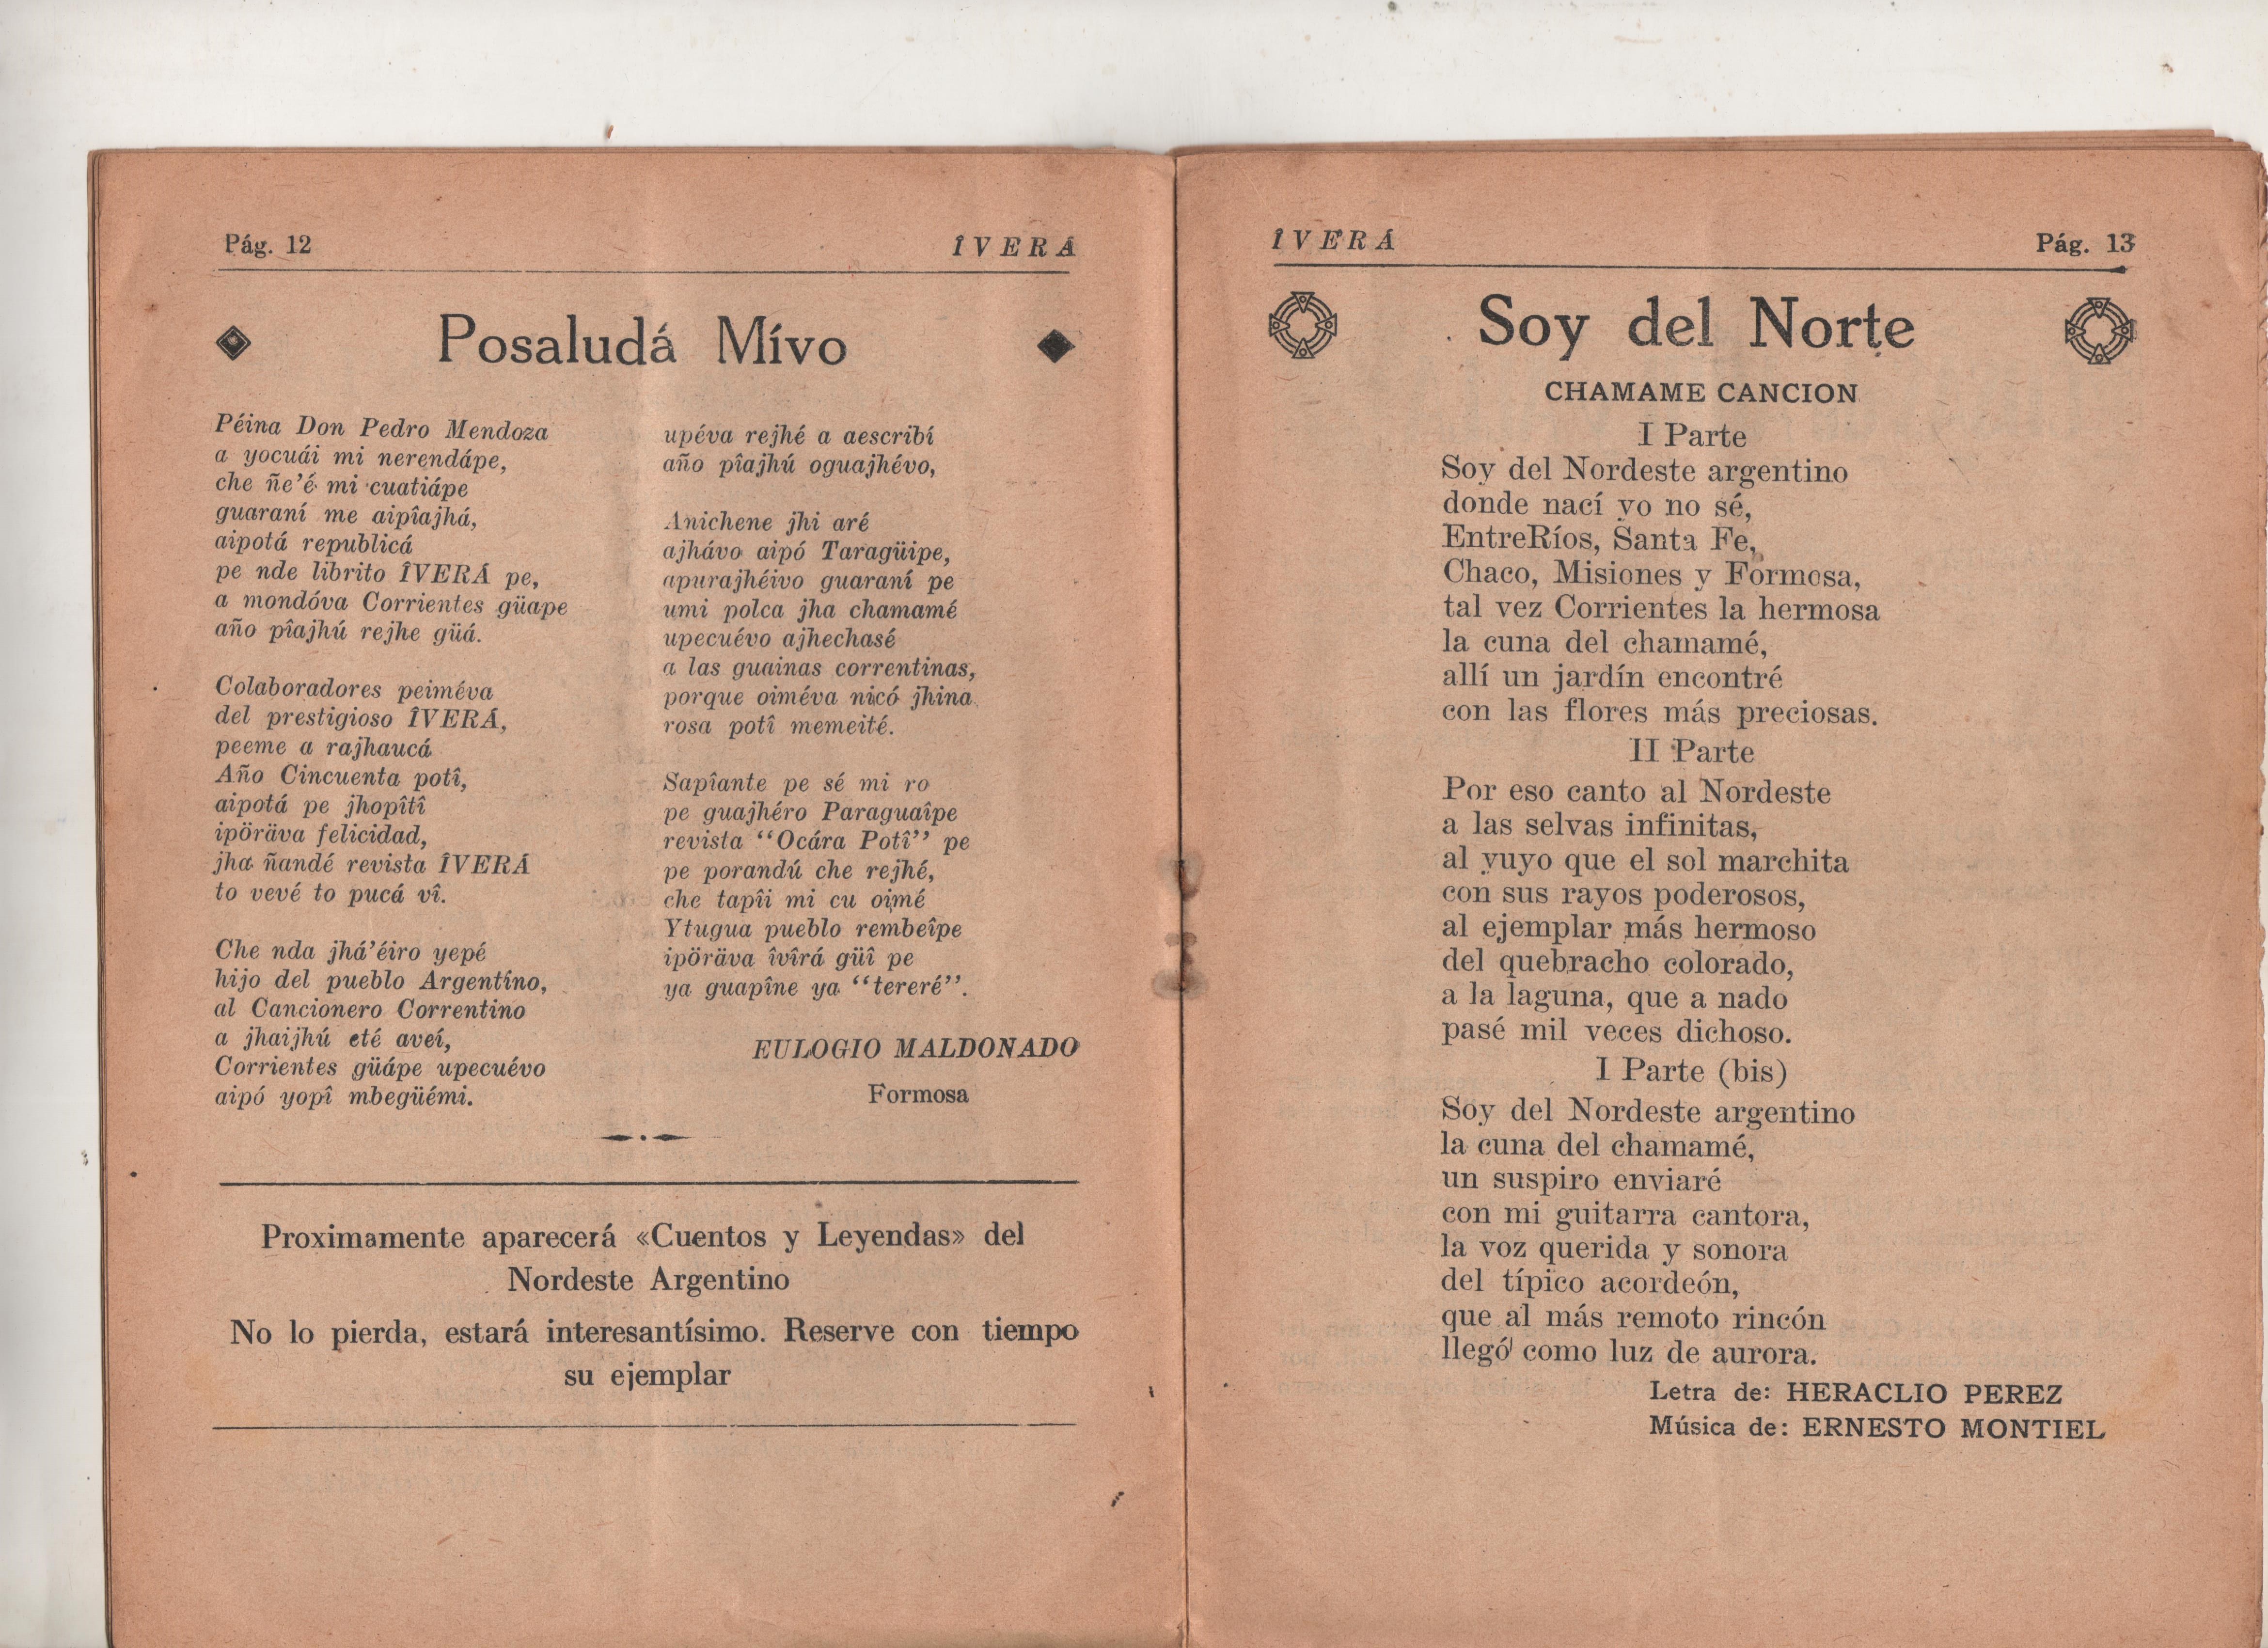 Pág. 12
ÎVERÁ
Posaludá Mívo
Péina Don Pedro Mendoza
a yocuái mi nerendápe,
che ñe'é mi cuatiápe
guaraní me aipîajhá,
aipotá republicá
pe nde librito ÎVERÁ pe,
a mondóva Corrientes güape
año pîajhú rejhe güá.
Colaboradores peiméva
del prestigioso ÎVERÁ,
peeme a rajhaucá
Año Cincuenta potî,
aipotá pe jhopîtî
ipöräva felicidad,
jha ñandé revista ÎVERÁ
to vevé to pucá vî.
Che nda jhá'éiro yepé
hijo del pueblo Argentíno,
al Cancionero Correntino
a jhaijhú eté aveí,
Corrientes güápe upecuévo
aipó yopî mbegüémi.
upéva rejhé a aescribí
año pîajhú oguajhévo,
Anichene jhi aré
ajhávo aipó Taragüipe,
apurajhéivo guaraní pe
umi polca jha chamamé
upecuévo ajhechasé
a las guainas correntinas,
porque oiméva nicó jhina
rosa potî memeité.
Sapîante pe sé mi ro
pe guajhéro Paraguaîpe
revista "Ocára Potî" pe
pe porandú che rejhé,
che tapîi mi cu oimé
Ytugua pueblo rembeîpe
ipöräva îvîrá güî pe
ya guapîne ya "tereré".
EULOGIO MALDONADO
Formosa
Proximamente aparecerá «Cuentos y Leyendas» del
Nordeste Argentino
No lo pierda, estará interesantísimo. Reserve con tiempo
su ejemplar
ÎVERÁ
Pág. 13
Soy del Norte
CHAMAME CANCION
I Parte
Soy del Nordeste argentino
donde nací yo no sé,
EntreRíos, Santa Fe,
Chaco, Misiones y Formosa,
tal vez Corrientes la hermosa
la cuna del chamamé,
allí un jardín encontré
con las flores más preciosas.
II Parte
Por eso canto al Nordeste
a las selvas infinitas,
al yuyo que el sol marchita
con sus rayos poderosos,
al ejemplar más hermoso
del quebracho colorado,
a la laguna, que a nado
pasé mil veces dichoso.
I Parte (bis)
Soy del Nordeste argentino
la cuna del chamamé,
un suspiro enviaré
con mi guitarra cantora,
la voz querida y sonora
del típico acordeón,
que al más remoto rincón
llegó como luz de aurora.
Letra de: HERACLIO PEREZ
Música de: ERNESTO MONTIEL